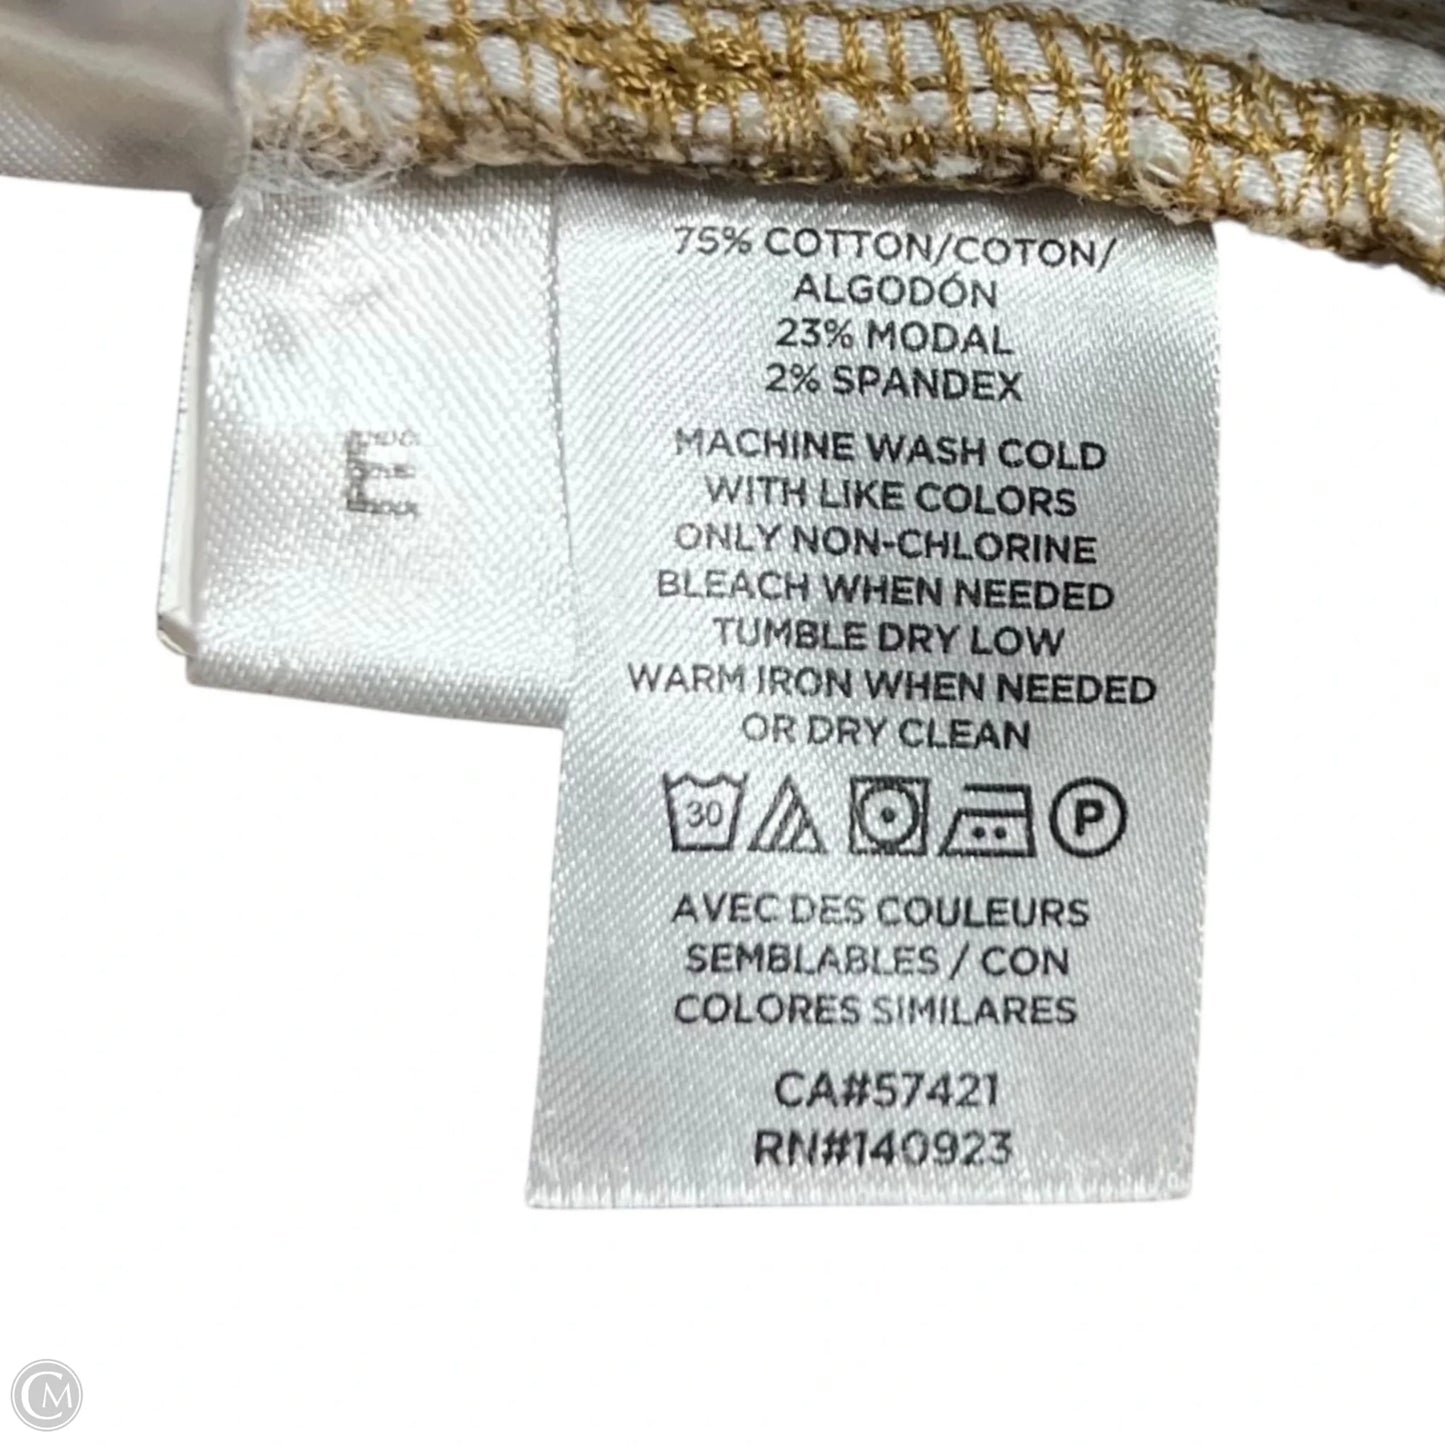 75% COTTON/COTON/
ALGODÓN
23% MODAL
2% SPANDEX
MACHINE WASH COLD
WITH LIKE COLORS
ONLY NON-CHLORINE
BLEACH WHEN NEEDED
TUMBLE DRY LOW
WARM IRON WHEN NEEDED
OR DRY CLEAN
30 P
AVEC DES COULEURS
SEMBLABLES / CON
COLORES SIMILARES
CA#57421
RN#140923
E
CM